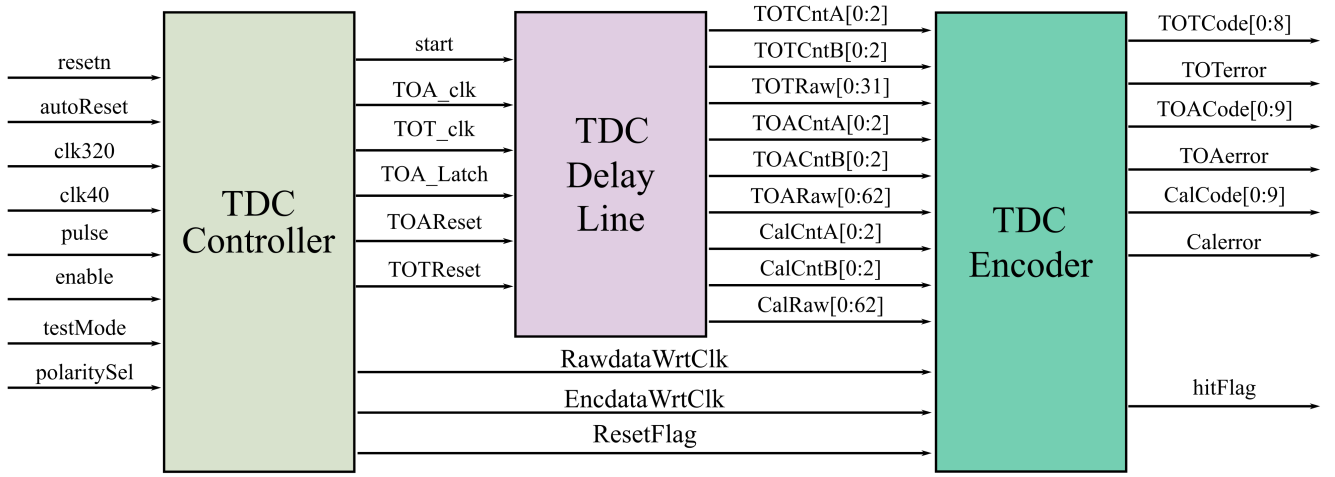 resetn
autoReset
clk320
clk40
pulse
enable
testMode
polaritySel
TDC
Controller
start
TOA_clk
TOT_clk
TOA_Latch
TOAReset
TOTReset
TDC
Delay
Line
TOTCntA[0:2]
TOTCntB[0:2]
TOTRaw[0:31]
TOACntA[0:2]
TOACntB[0:2]
TOARaw[0:62]
CalCntA[0:2]
CalCntB[0:2]
CalRaw[0:62]
RawdataWrtClk
EncdataWrtClk
ResetFlag
TDC
Encoder
TOTCode[0:8]
TOTerror
TOACode[0:9]
TOAerror
CalCode[0:9]
Calerror
hitFlag